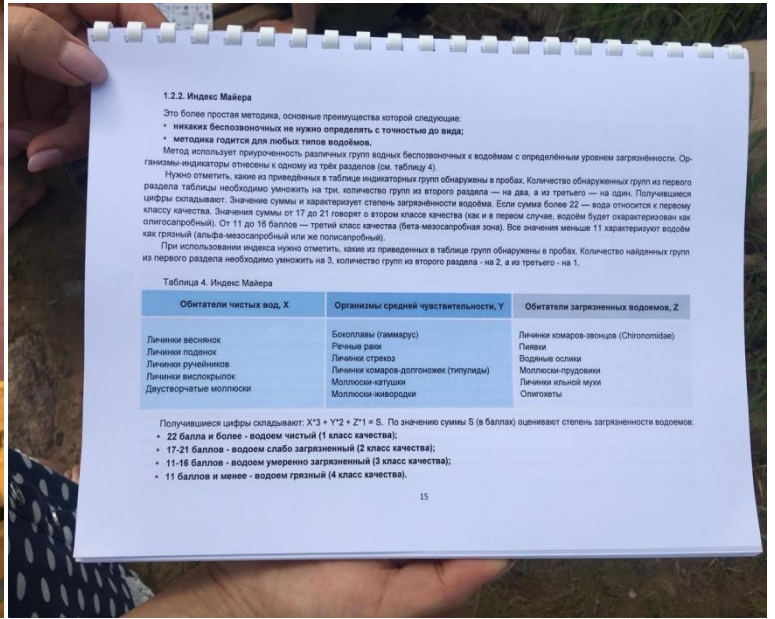 1.2.2. Индекс Майера
Это более простая методика, основные преимущества которой следующие:
• никаких беспозвоночных не нужно определять с точностью до вида;
• методика годится для любых типов водоёмов.
Метод использует приуроченность различных групп водных беспозвоночных к водоёмам с определённым уровнем загрязнённости. Ор-
ганизмы-индикаторы отнесены к одному из трёх разделов (см. таблицу 4).
Нужно отметить, какие из приведённых в таблице индикаторных групп обнаружены в пробах. Количество обнаруженных групп из первого
раздела таблицы необходимо умножить на три, количество групп из второго раздела — на два, а из третьего — на один. Получившиеся
цифры складывают. Значение суммы и характеризует степень загрязнённости водоёма. Если сумма более 22 — вода относится к первому
классу качества. Значения суммы от 17 до 21 говорят о втором классе качества (как и в первом случае, водоём будет охарактеризован как
олигосапробный). От 11 до 16 баллов — третий класс качества (бета-мезосапробная зона). Все значения меньше 11 характеризуют водоём
как грязный (альфа-мезосапробный или же полисапробный).
При использовании индекса нужно отметить, какие из приведенных в таблице групп обнаружены в пробах. Количество найденных групп
из первого раздела необходимо умножить на 3, количество групп из второго раздела - на 2, а из третьего - на 1.
Таблица 4. Индекс Майера
Обитатели чистых вод, X
Личинки веснянок
Личинки поденок
Личинки ручейников
Личинки вислокрылок
Двустворчатые моллюски
Организмы средней чувствительности, Y
Бокоплавы (гаммарус)
Речные раки
Личинки стрекоз
Личинки комаров-долгоножек (типулиды)
Моллюски-катушки
Моллюски-живородки
Обитатели загрязненных водоемов, Z
Личинки комаров-звонцов (Chironomidae)
Пиявки
Водяные ослики
Моллюски-прудовики
Личинки ильной мухи
Олигохеты
Получившиеся цифры складывают: X*3 + Y*2 + Z*1 = S. По значению суммы S (в баллах) оценивают степень загрязненности водоемов:
• 22 балла и более - водоем чистый (1 класс качества);
• 17-21 баллов - водоем слабо загрязненный (2 класс качества);
• 11-16 баллов - водоем умеренно загрязненный (3 класс качества);
• 11 баллов и менее - водоем грязный (4 класс качества).
15